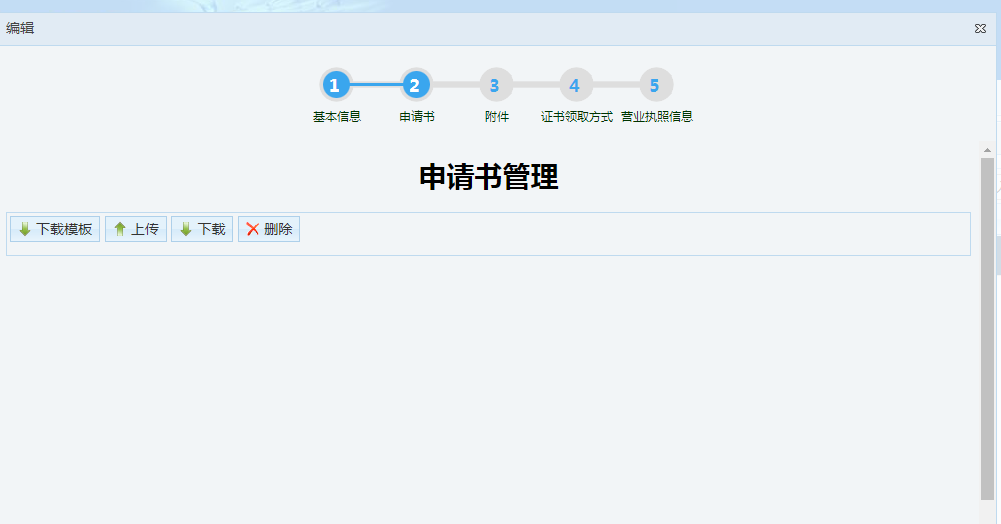 编辑
1 2 3 4 5
基本信息 申请书 附件 证书领取方式 营业执照信息
申请书管理
下载模板 上传 下载 删除